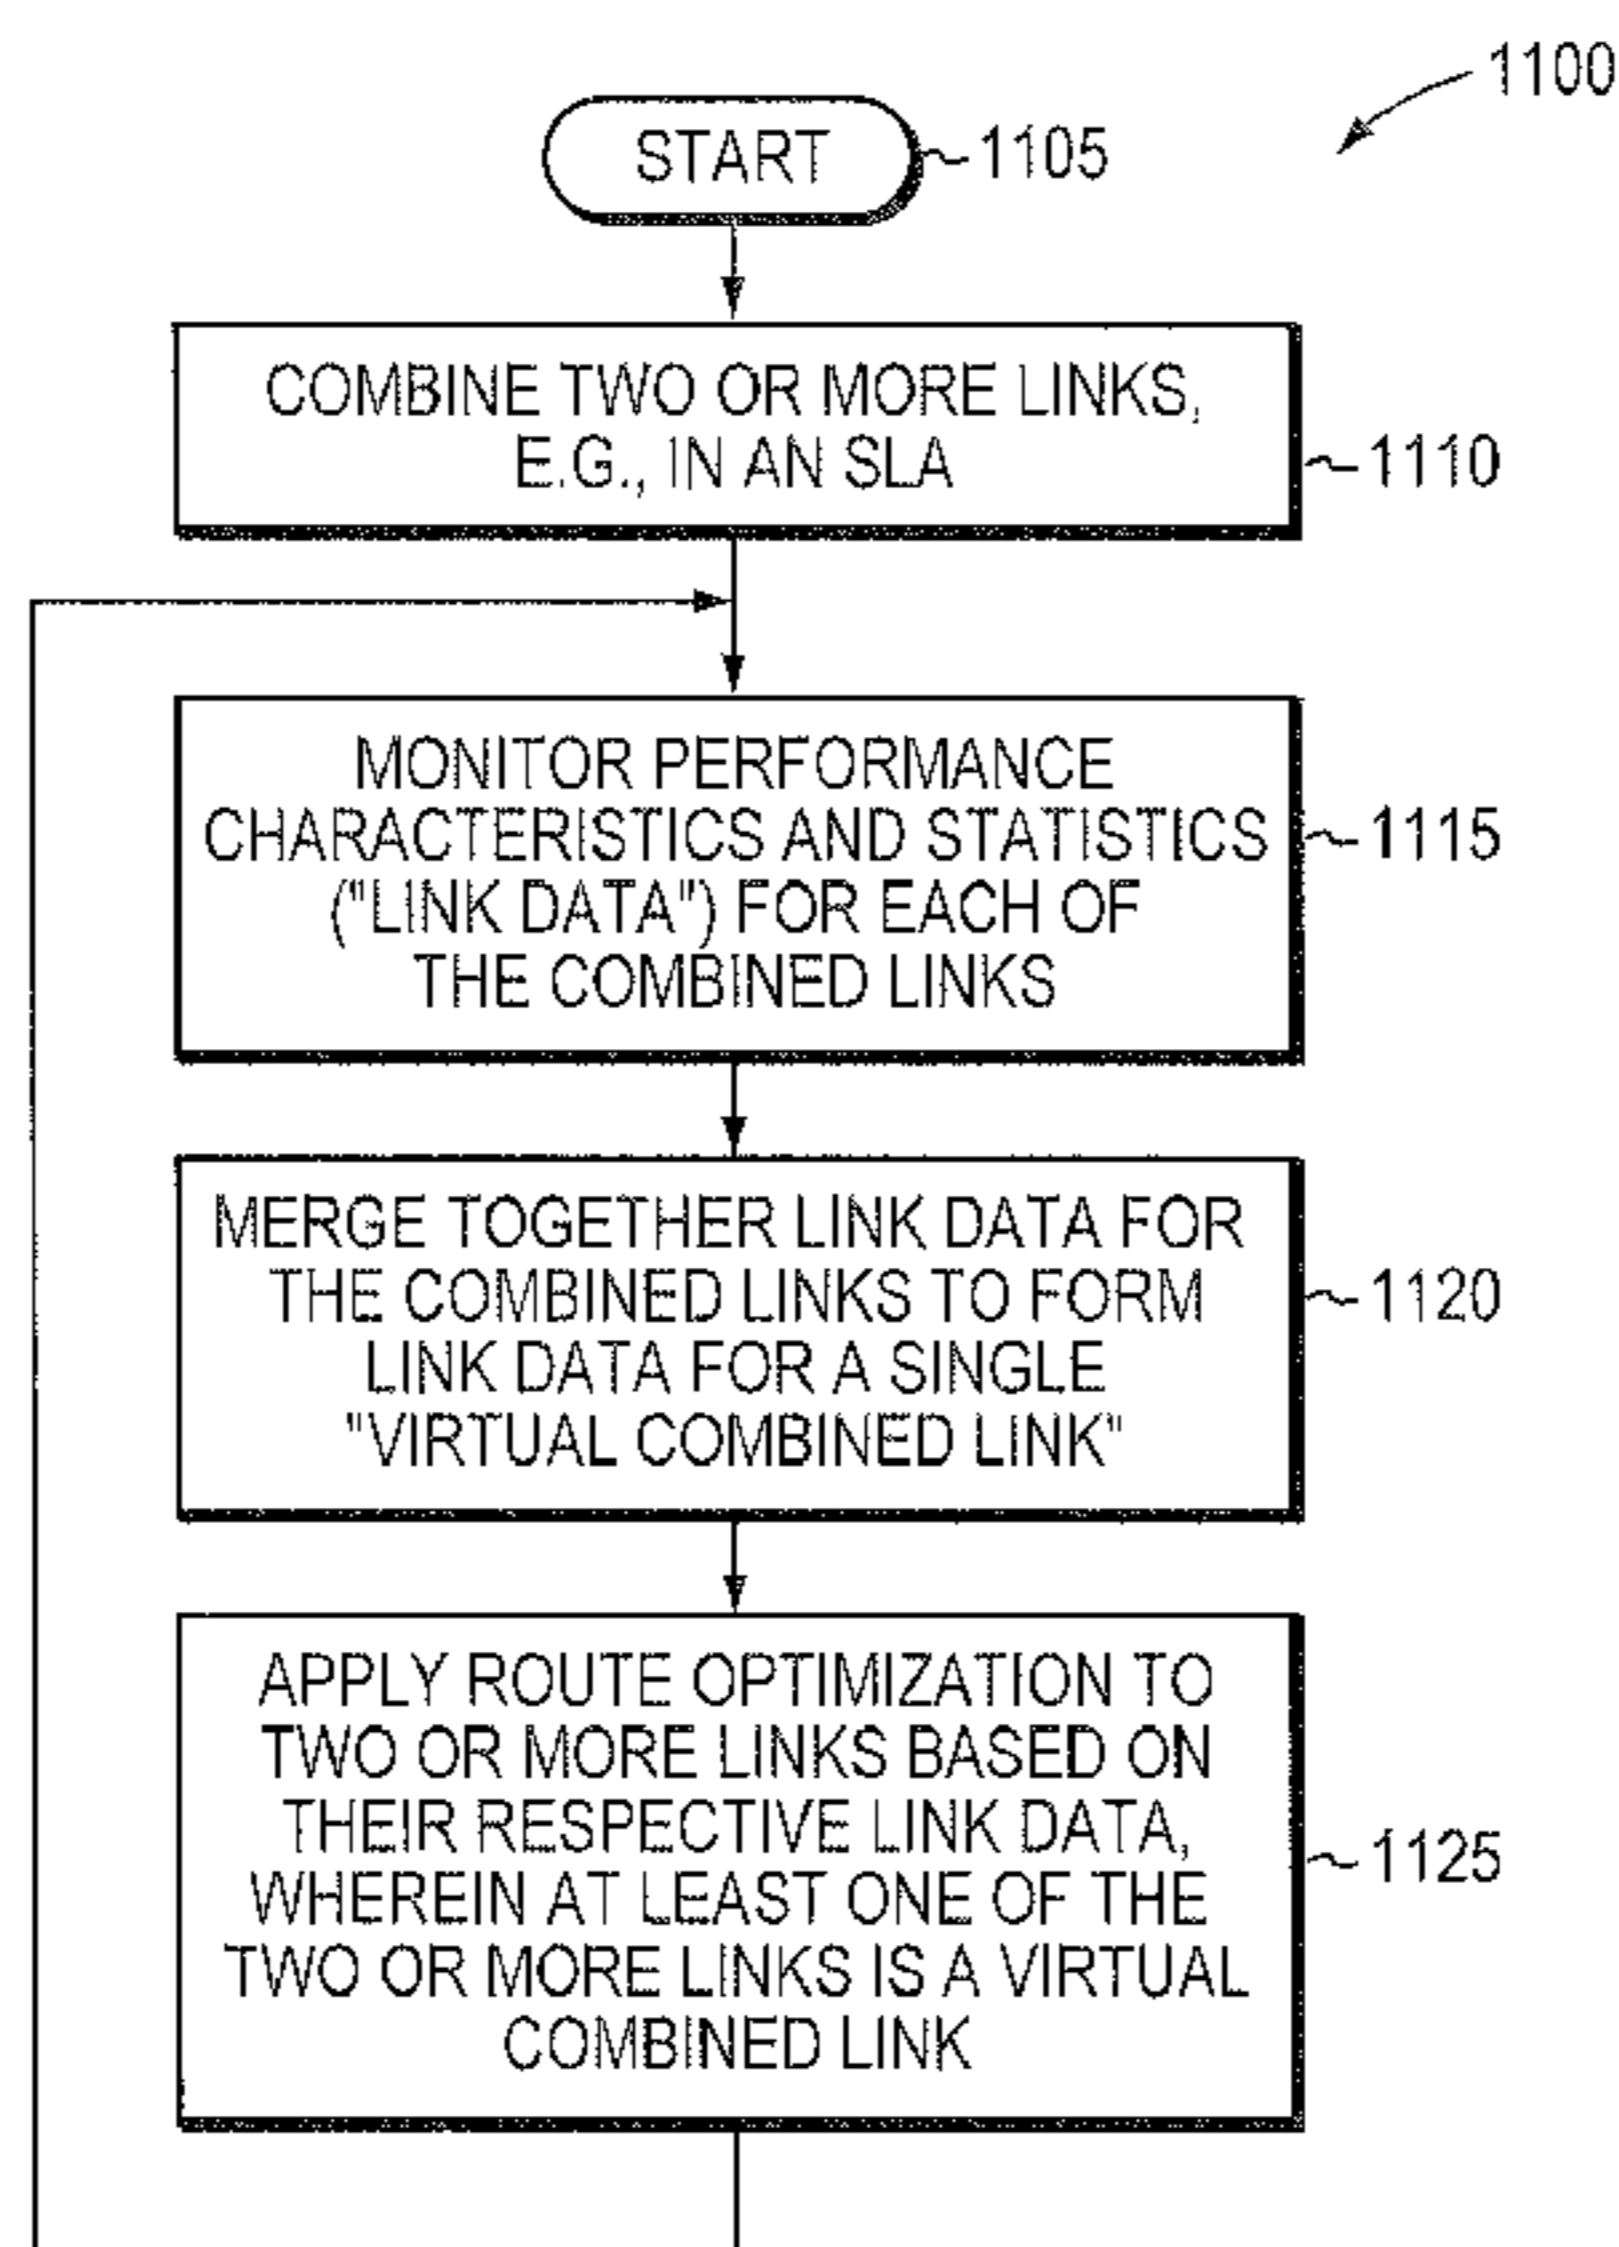 1100
START
1105
COMBINE TWO OR MORE LINKS,
E.G., IN AN SLA
1110
MONITOR PERFORMANCE
CHARACTERISTICS AND STATISTICS
("LINK DATA") FOR EACH OF
THE COMBINED LINKS
1115
MERGE TOGETHER LINK DATA FOR
THE COMBINED LINKS TO FORM
LINK DATA FOR A SINGLE
"VIRTUAL COMBINED LINK"
1120
APPLY ROUTE OPTIMIZATION TO
TWO OR MORE LINKS BASED ON
THEIR RESPECTIVE LINK DATA,
WHEREIN AT LEAST ONE OF THE
TWO OR MORE LINKS IS A VIRTUAL
COMBINED LINK
1125